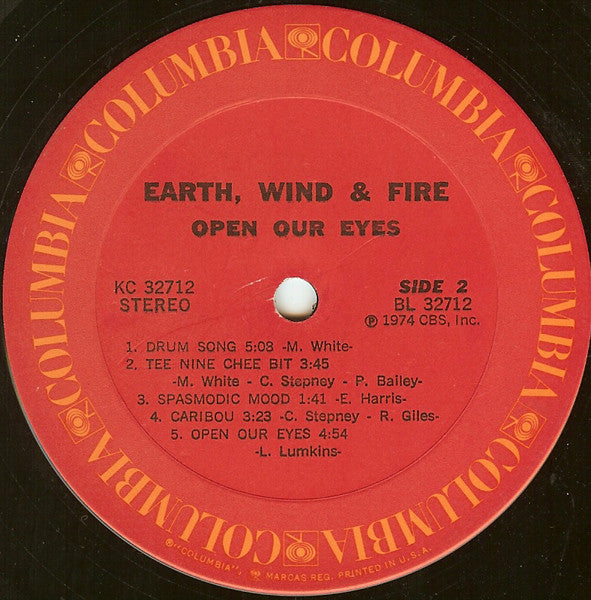 COLUMBIA COLUMBIA COLUMBIA COLUMBIA COLUMBIA COLUMBIA
EARTH, WIND & FIRE
OPEN OUR EYES
KC 32712 SIDE 2
STEREO BL 32712
℗ 1974 CBS, Inc.
1. DRUM SONG 5:08 -M. White-
2. TEE NINE CHEE BIT 3:45
-M. White - C. Stepney - P. Bailey-
3. SPASMODIC MOOD 1:41 -E. Harris-
4. CARIBOU 3:23 -C. Stepney - R. Giles-
5. OPEN OUR EYES 4:54
-L. Lumkins-
®"COLUMBIA", MARCAS REG. PRINTED IN U.S.A.